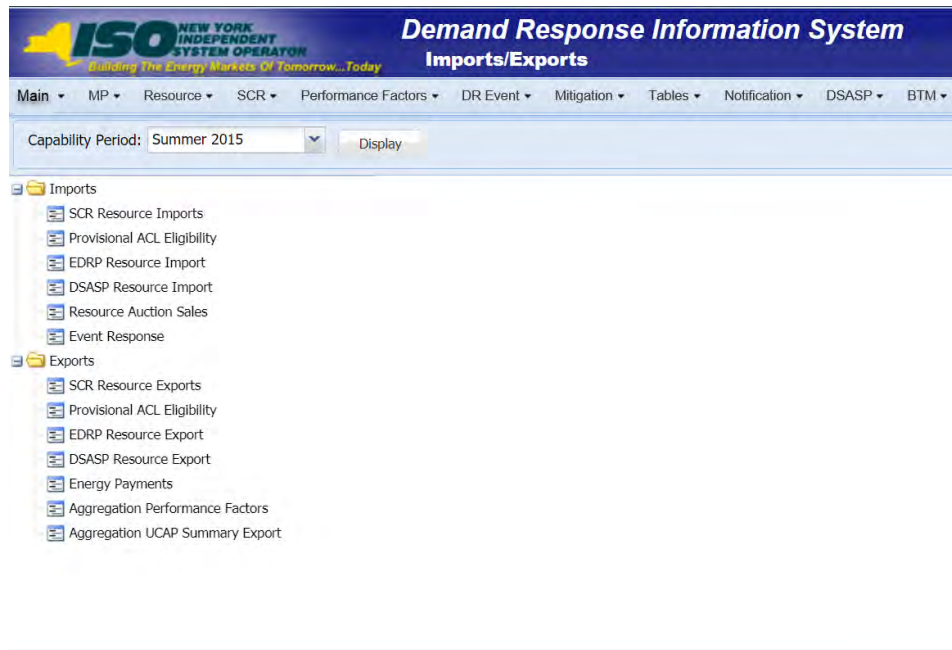 ISO NEW YORK
INDEPENDENT
SYSTEM OPERATOR
Building The Energy Markets Of Tomorrow...Today
Demand Response Information System
Imports/Exports
Main MP Resource SCR Performance Factors DR Event Mitigation Tables Notification DSASP BTM
Capability Period: Summer 2015 Display
Imports
SCR Resource Imports
Provisional ACL Eligibility
EDRP Resource Import
DSASP Resource Import
Resource Auction Sales
Event Response
Exports
SCR Resource Exports
Provisional ACL Eligibility
EDRP Resource Export
DSASP Resource Export
Energy Payments
Aggregation Performance Factors
Aggregation UCAP Summary Export